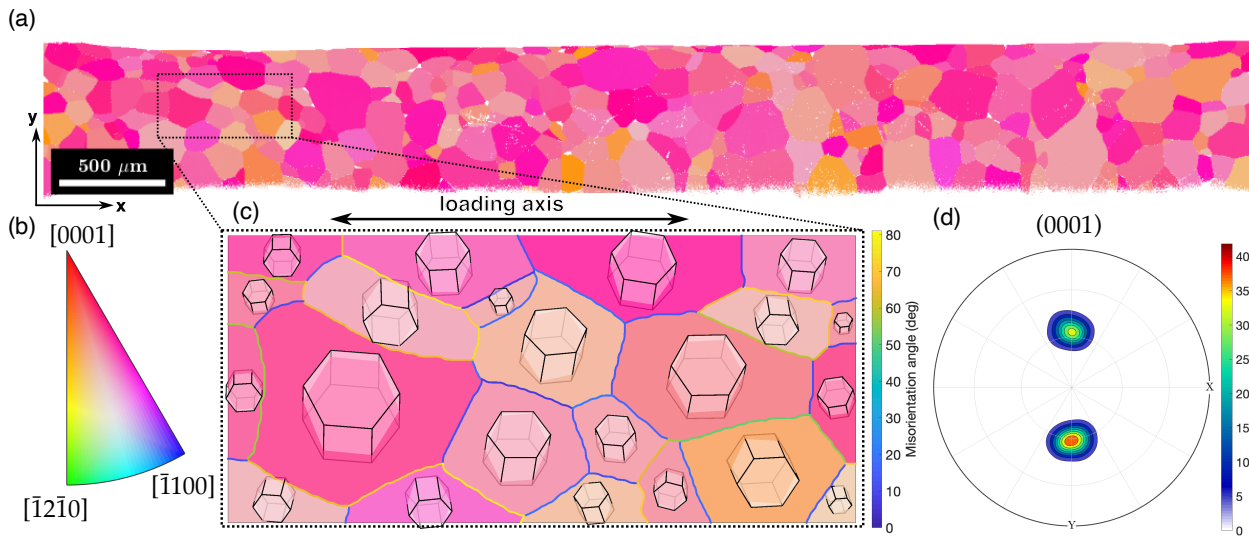 (a)
y
500 μm
x
(b)
[0001]
[1̄21̄0]
[1̄100]
(c)
loading axis
80
70
60
50
40
30
20
10
0
Misorientation angle (deg)
(d)
(0001)
X
Y
40
35
30
25
20
15
10
5
0